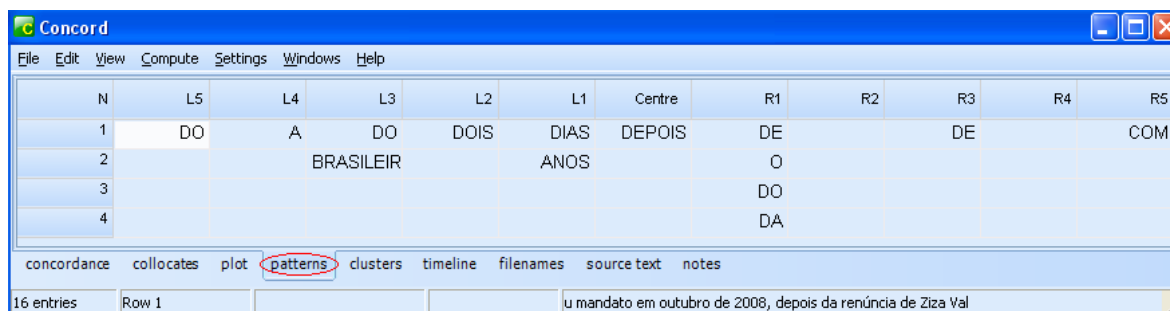 C Concord
File Edit View Compute Settings Windows Help
N L5 L4 L3 L2 L1 Centre R1 R2 R3 R4 R5
1 DO A DO DOIS DIAS DEPOIS DE DE COM
2 BRASILEIR ANOS O
3 DO
4 DA
concordance collocates plot patterns clusters timeline filenames source text notes
16 entries Row 1 u mandato em outubro de 2008, depois da renúncia de Ziza Val